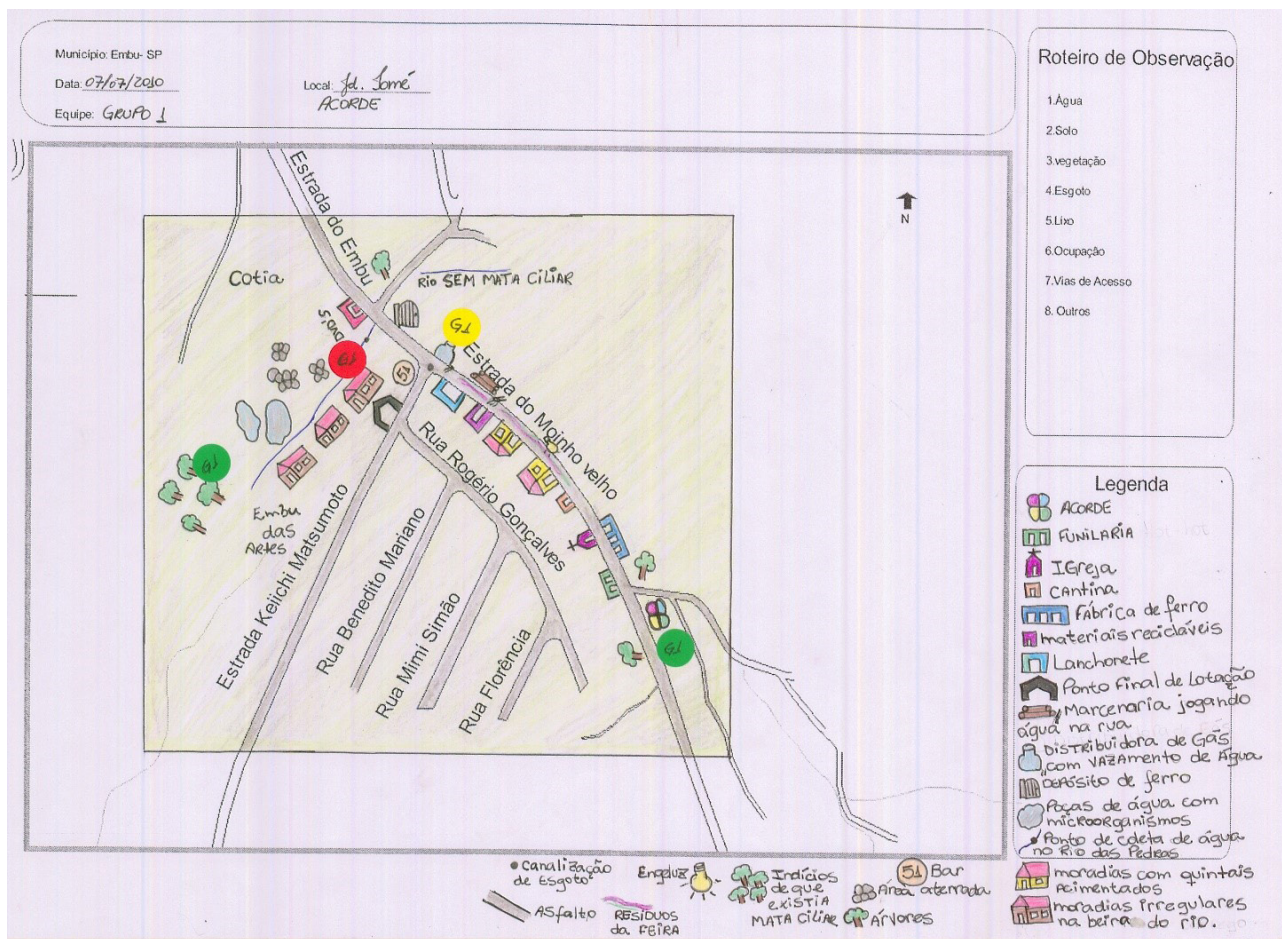 Município: Embu- SP
Data: 07/07/2010
Local: Jd. Tomé
ACORDE
Equipe: GRUPO 1
Roteiro de Observação
1.Água
2.Solo
3.vegetação
4.Esgoto
5.Lixo
6.Ocupação
7.Vias de Acesso
8. Outros
N
Estrada do Embu
Cotia
RIO SEM MATA CILIAR
DVD'S
G1
G1
51
Estrada do Moinho velho
G1
Rua Rogério Gonçalves
Embu
das
Artes
Estrada Keiichi Matsumoto
Rua Benedito Mariano
Rua Mimi Simão
Rua Florência
G1
Legenda
ACORDE
FUNILARIA
IGreja
CANTINA
Fábrica de ferro
materiais recicláveis
Lanchonete
Ponto Final de Lotação
Marcenaria jogando
água na rua
DISTRIBUIDORA DE GÁS
COM VAZAMENTO DE ÁGUA
DEPÓSITO de ferro
Poças de água com
microorganismos
Ponto de coleta de água
no Rio das Pedras
moradias com quintais
acimentados
moradias irregulares
na beira do rio.
canalização
de Esgoto
Asfalto
RESÍDUOS
da FEIRA
Engeluz
Indícios
de que
existia
MATA CILIAR
51
Bar
Área aterrada
Árvores